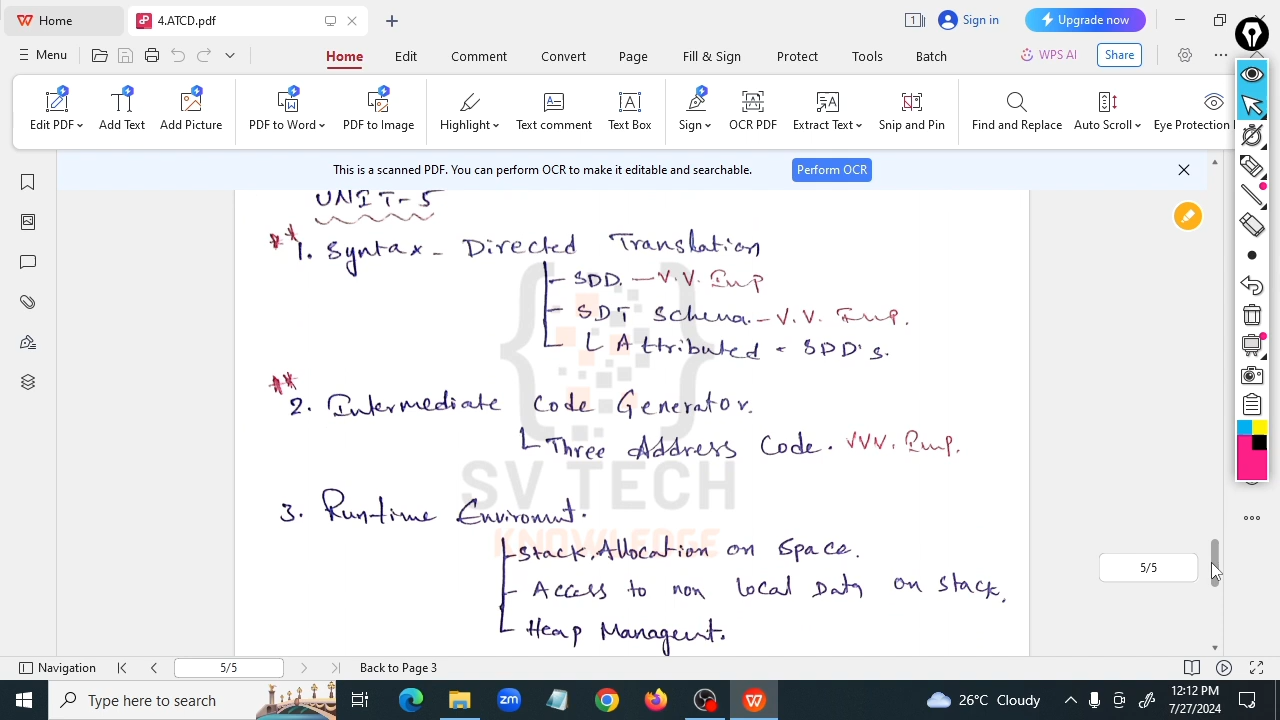 Home
4.ATCD.pdf
Sign in
Upgrade now
Menu
Home
Edit
Comment
Convert
Page
Fill & Sign
Protect
Tools
Batch
WPS AI
Share
Edit PDF
Add Text
Add Picture
PDF to Word
PDF to Image
Highlight
Text comment
Text Box
Sign
OCR PDF
Extract Text
Snip and Pin
Find and Replace
Auto Scroll
Eye Protection
This is a scanned PDF. You can perform OCR to make it editable and searchable.
Perform OCR
UNIT-5
** 1. Syntax - Directed Translation
SDD. - V.V. Imp
SDT Schema. - V.V. Imp.
L Attributed - SDD's.
** 2. Intermediate Code Generator.
Three Address Code. VVV. Imp.
SV TECH
KNOWLEDGE
3. Runtime Enviromnt.
Stack, Allocation on Space.
Access to non local Data on stack.
Heap Managent.
5/5
Navigation
5/5
Back to Page 3
Type here to search
zm
26°C Cloudy
12:12 PM
7/27/2024